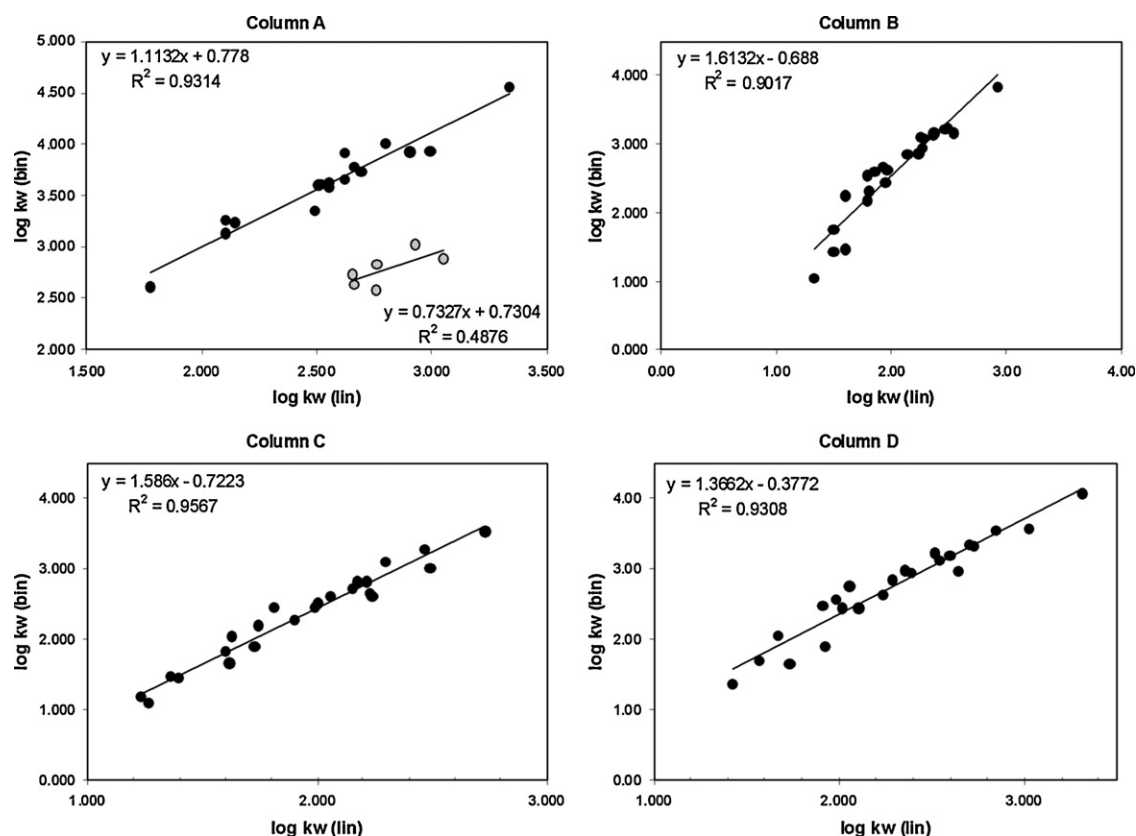 Column A
y = 1.1132x + 0.778
R² = 0.9314
y = 0.7327x + 0.7304
R² = 0.4876
log kw (bin)
5.000
4.500
4.000
3.500
3.000
2.500
2.000
1.500 2.000 2.500 3.000 3.500
log kw (lin)
Column B
y = 1.6132x - 0.688
R² = 0.9017
log kw (bin)
4.000
3.000
2.000
1.000
0.000
0.00 1.00 2.00 3.00 4.00
log kw (lin)
Column C
y = 1.586x - 0.7223
R² = 0.9567
log kw (bin)
4.000
3.000
2.000
1.000
0.000
1.000 2.000 3.000
log kw (lin)
Column D
y = 1.3662x - 0.3772
R² = 0.9308
log kw (bin)
4.00
3.00
2.00
1.00
0.00
1.000 2.000 3.000
log kw (lin)